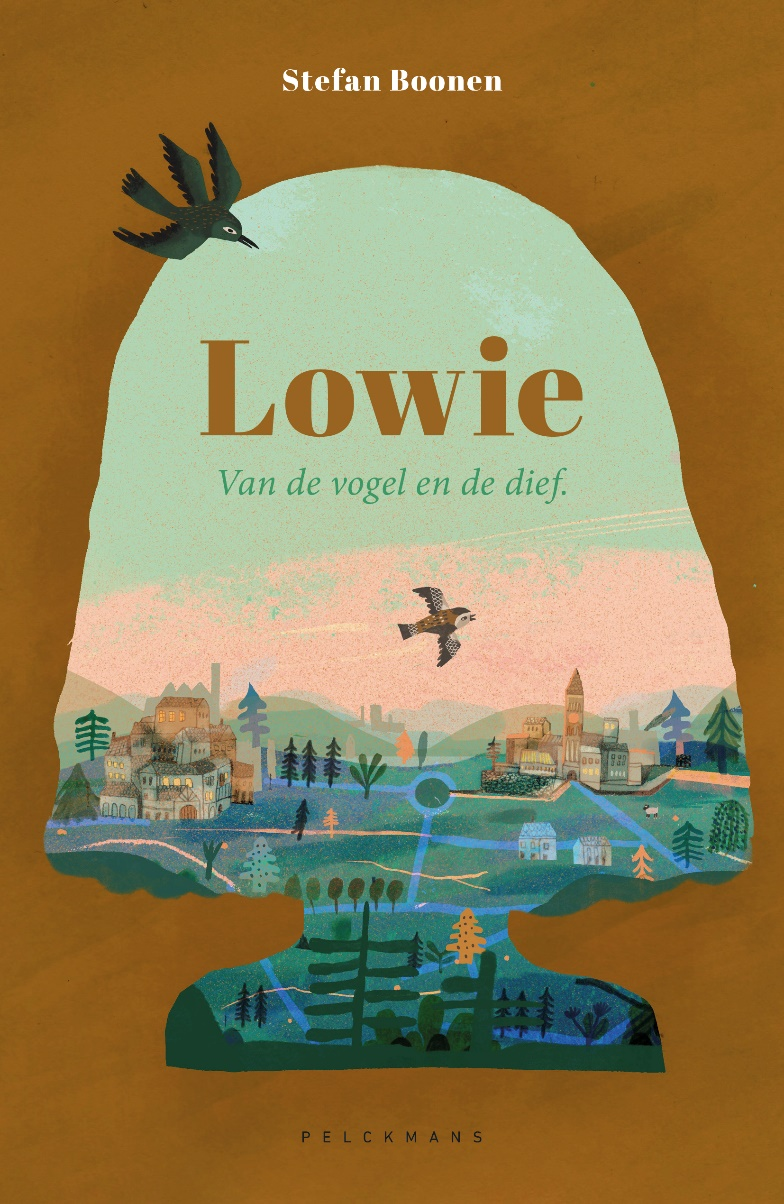 Stefan Boonen
Lowie
Van de vogel en de dief.
PELCKMANS